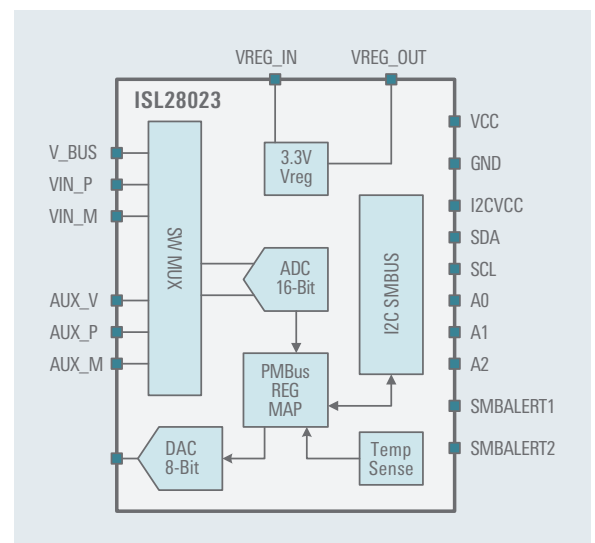 VREG_IN
VREG_OUT
ISL28023
V_BUS
VIN_P
VIN_M
AUX_V
AUX_P
AUX_M
SW MUX
3.3V
Vreg
ADC
16-Bit
I2C SMBUS
PMBus
REG
MAP
DAC
8-Bit
Temp
Sense
VCC
GND
I2CVCC
SDA
SCL
A0
A1
A2
SMBALERT1
SMBALERT2